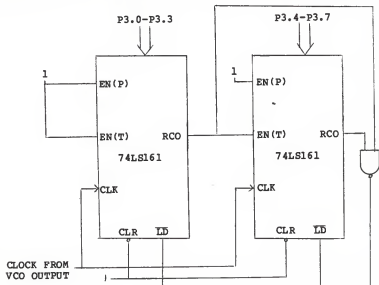 P3.0-P3.3 P3.4-P3.7
1 1
EN(P) EN(P)
EN(T) RCO EN(T) RCO
74LS161 74LS161
CLK CLK
CLR LD CLR LD
CLOCK FROM
VCO OUTPUT